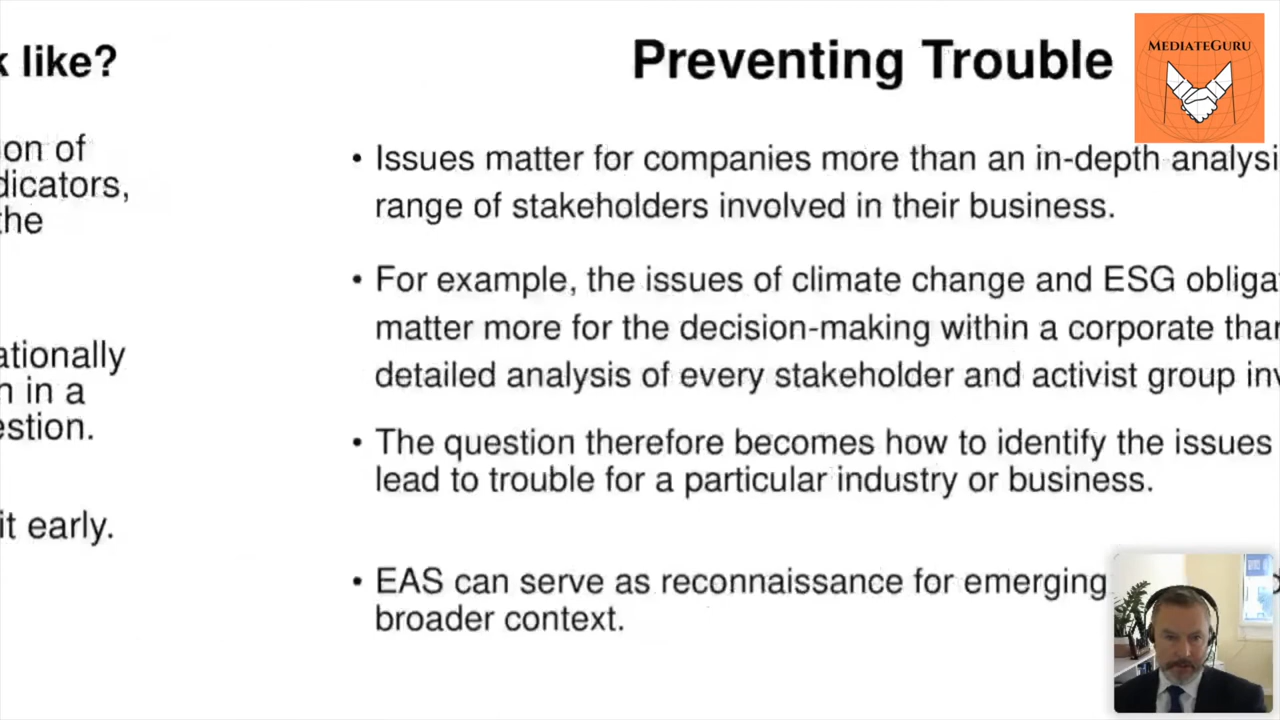 k like?
ion of
dicators,
the
ationally
n in a
estion.
it early.
Preventing Trouble
MEDIATEGURU
• Issues matter for companies more than an in-depth analysi
range of stakeholders involved in their business.
• For example, the issues of climate change and ESG obliga
matter more for the decision-making within a corporate than
detailed analysis of every stakeholder and activist group inv
• The question therefore becomes how to identify the issues
lead to trouble for a particular industry or business.
• EAS can serve as reconnaissance for emerging
broader context.